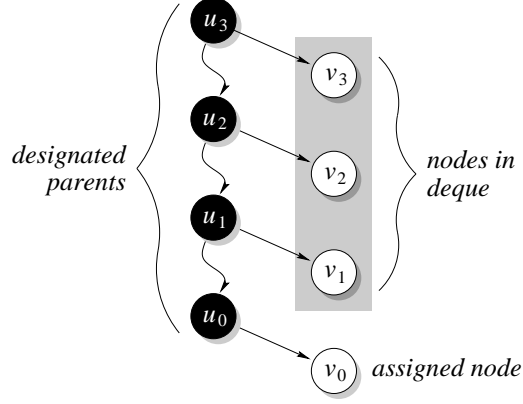 u3
v3
u2
designated
parents
v2
nodes in
deque
u1
v1
u0
v0
assigned node